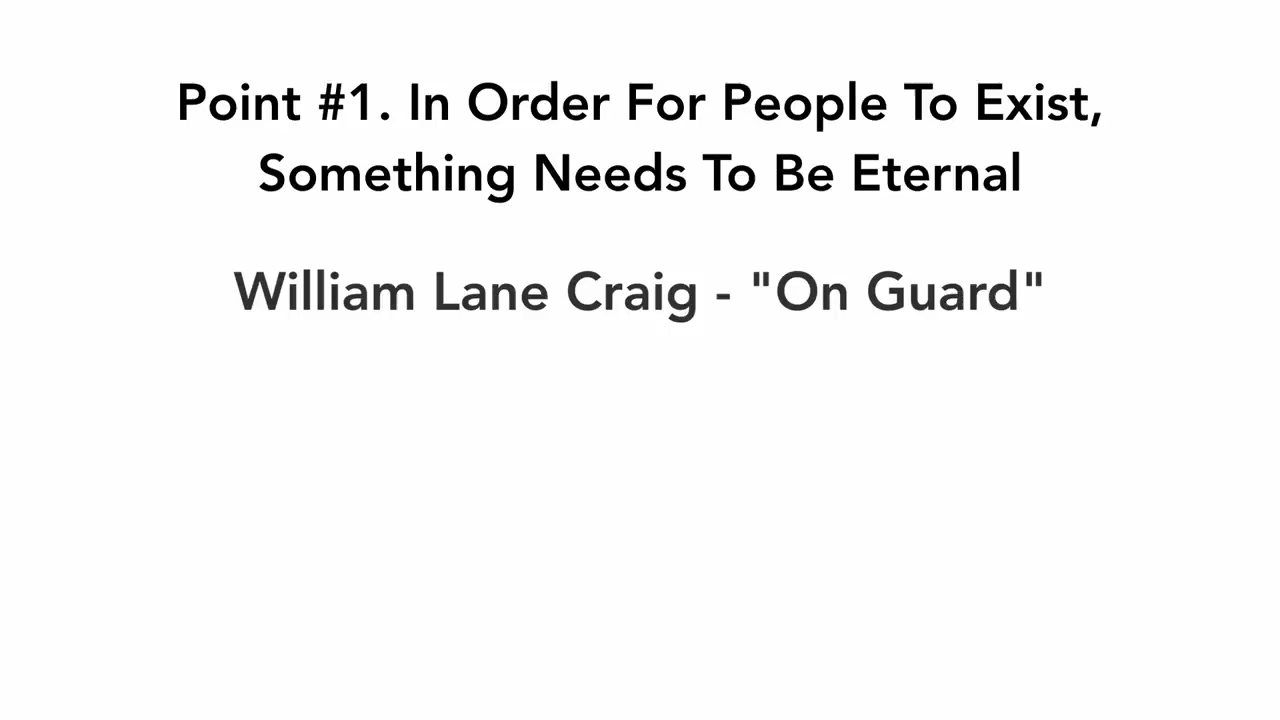 Point #1. In Order For People To Exist,
Something Needs To Be Eternal
William Lane Craig - "On Guard"